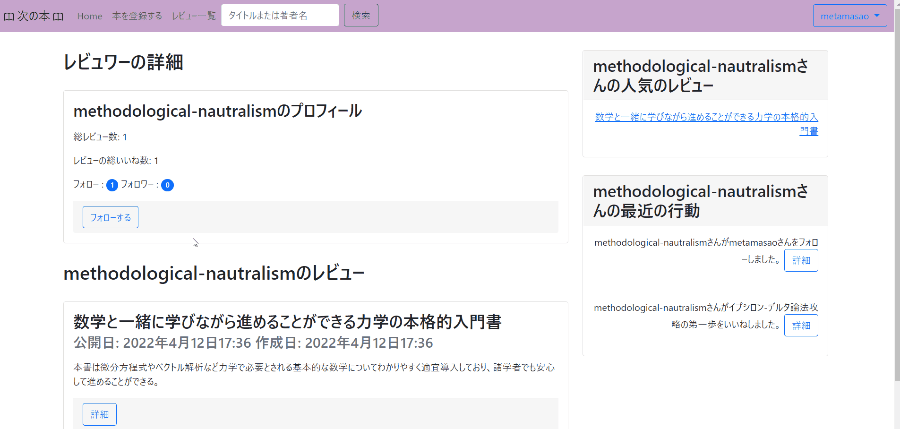 次の本
Home 本を登録する レビュー一覧 タイトルまたは著者名 検索 metamasao
レビュワーの詳細
methodological-nautralismのプロフィール
総レビュー数: 1
レビューの総いいね数: 1
フォロー : 1 フォロワー : 0
フォローする
methodological-nautralismのレビュー
数学と一緒に学びながら進めることができる力学の本格的入門書
公開日: 2022年4月12日17:36 作成日: 2022年4月12日17:36
本書は微分方程式やベクトル解析など力学で必要とされる基本的な数学についてわかりやすく適宜導入しており、諸学者でも安心
して進めることができる。
詳細
methodological-nautralismさ
んの人気のレビュー
数学と一緒に学びながら進めることができる力学の本格的入
門書
methodological-nautralismさ
んの最近の行動
methodological-nautralismさんがmetamasaoさんをフォロ
ーしました。 詳細
methodological-nautralismさんがイプシロン-デルタ論法攻
略の第一歩をいいねしました。 詳細